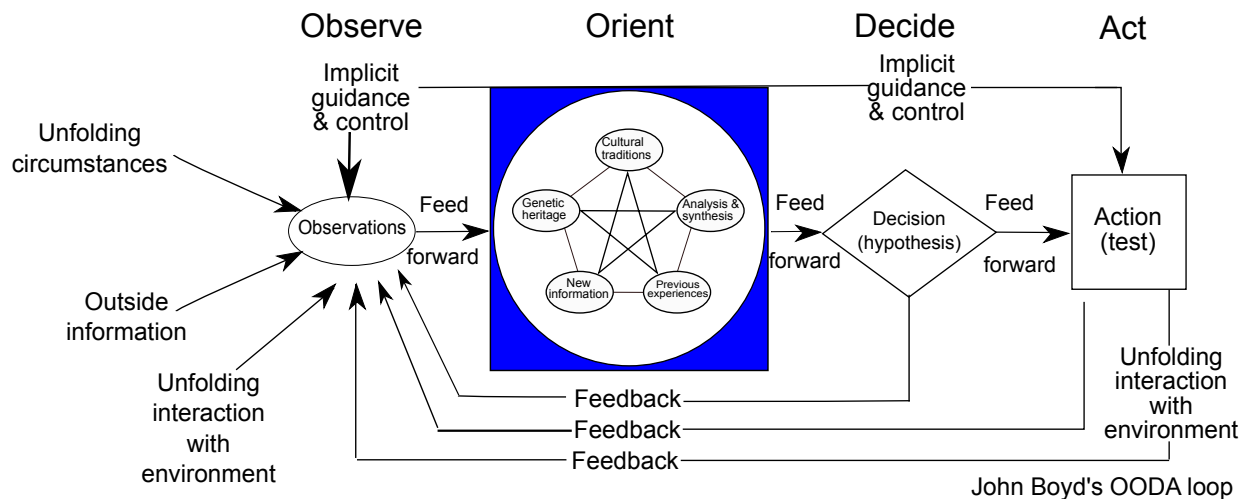 Observe
Orient
Decide
Act
Implicit
guidance
& control
Implicit
guidance
& control
Unfolding
circumstances
Observations
Outside
information
Unfolding
interaction
with
environment
Feed
forward
Cultural
traditions
Genetic
heritage
Analysis &
synthesis
New
information
Previous
experiences
Feed
forward
Decision
(hypothesis)
Feed
forward
Action
(test)
Unfolding
interaction
with
environment
Feedback
Feedback
Feedback
John Boyd's OODA loop